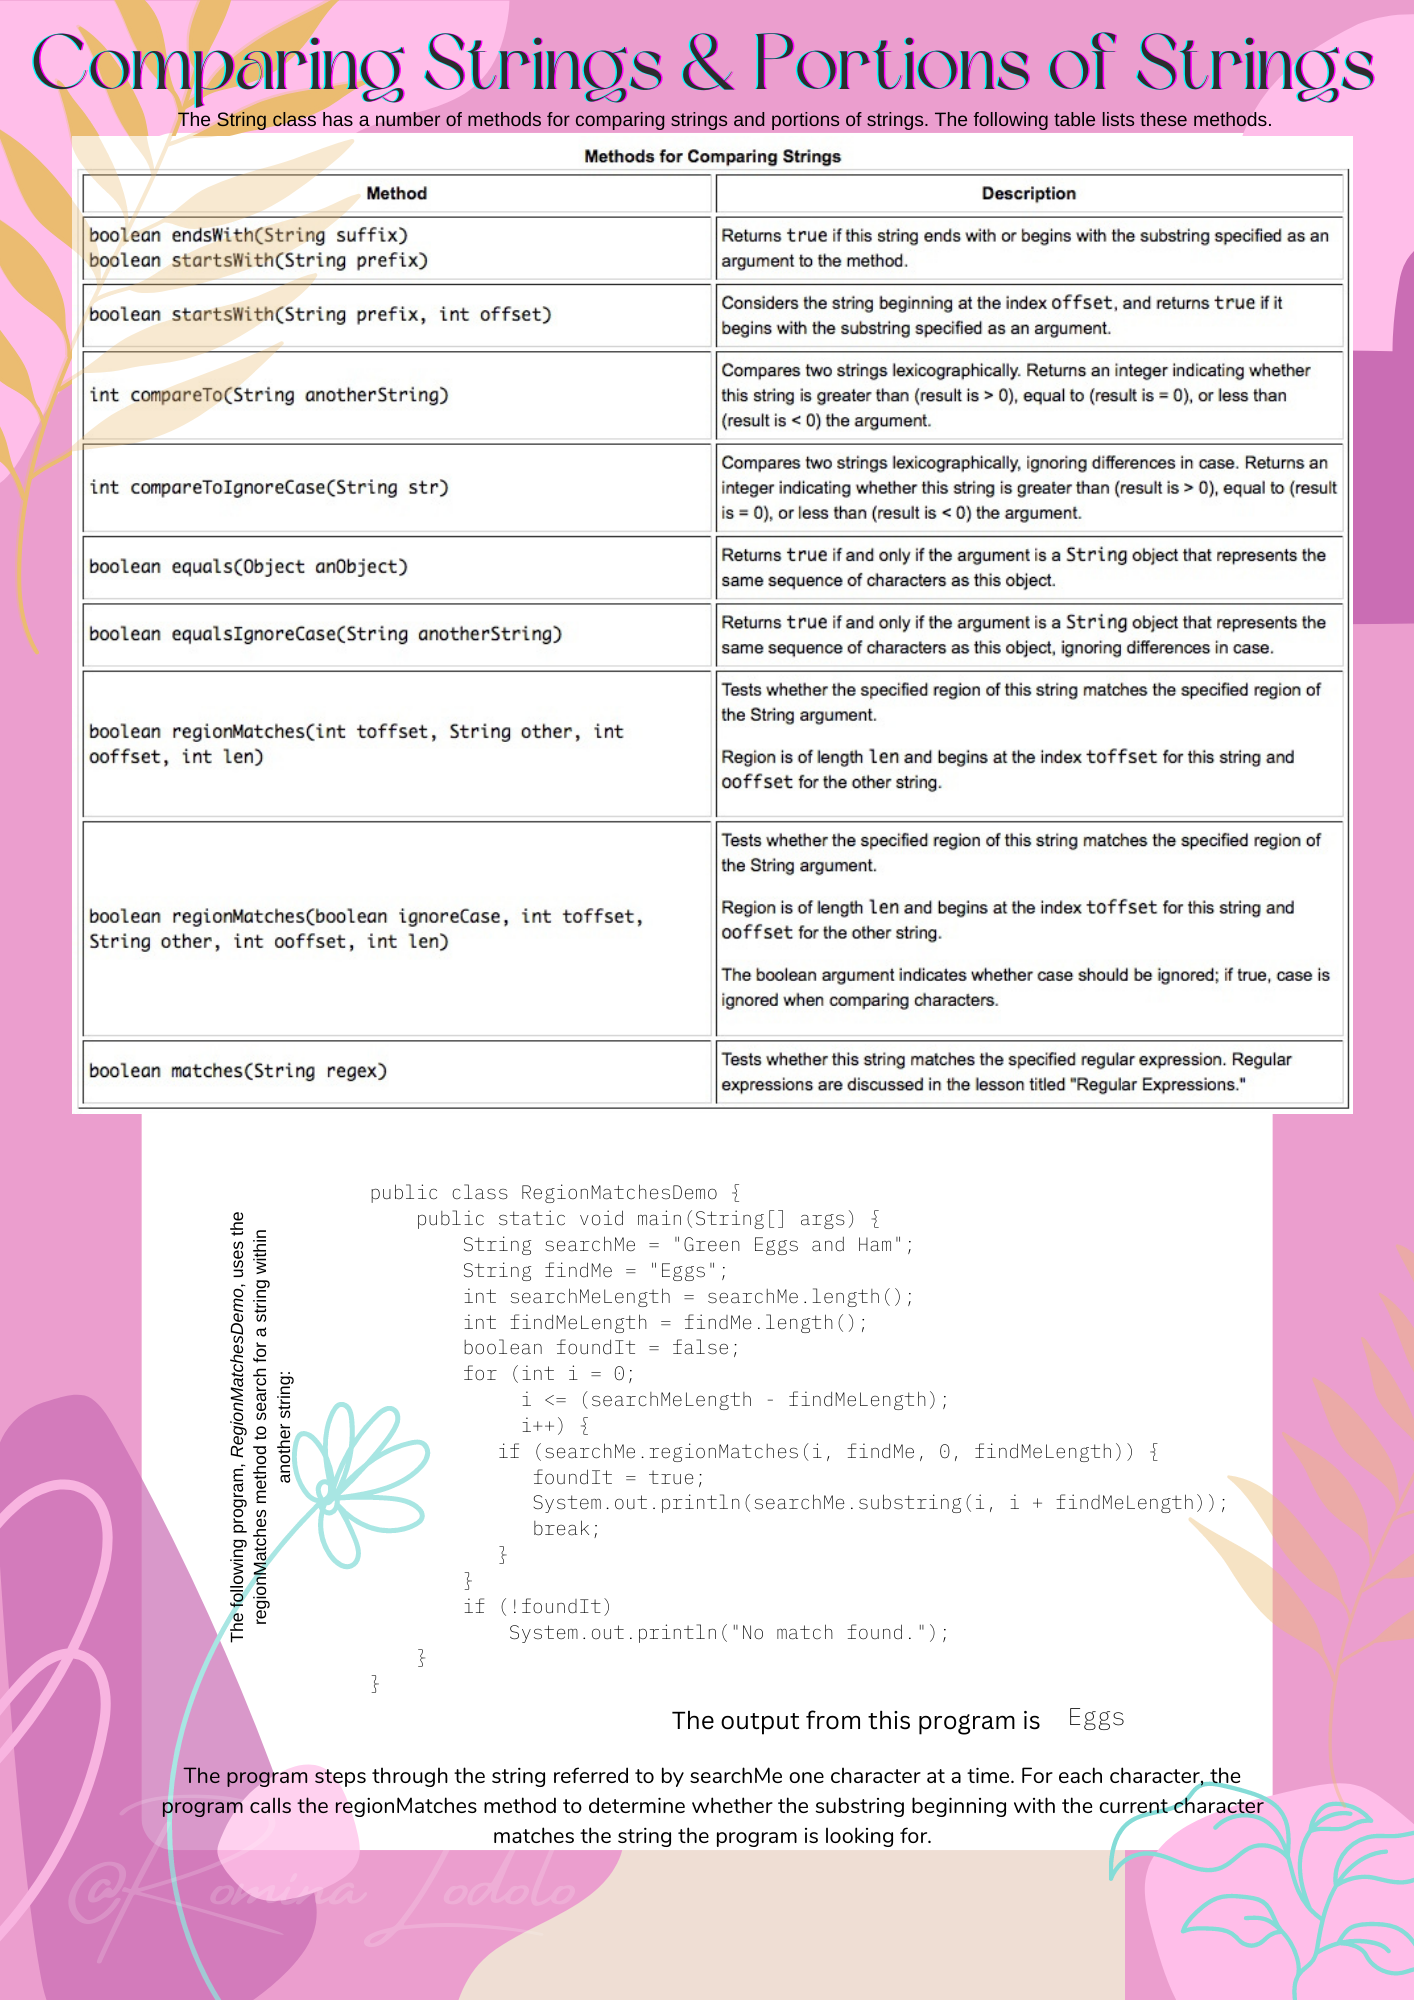 Comparing Strings & Portions of Strings
The String class has a number of methods for comparing strings and portions of strings. The following table lists these methods.
Methods for Comparing Strings
Method
Description
boolean endsWith(String suffix)
boolean startsWith(String prefix)
Returns true if this string ends with or begins with the substring specified as an
argument to the method.
boolean startsWith(String prefix, int offset)
Considers the string beginning at the index offset, and returns true if it
begins with the substring specified as an argument.
int compareTo(String anotherString)
Compares two strings lexicographically. Returns an integer indicating whether
this string is greater than (result is > 0), equal to (result is = 0), or less than
(result is < 0) the argument.
int compareToIgnoreCase(String str)
Compares two strings lexicographically, ignoring differences in case. Returns an
integer indicating whether this string is greater than (result is > 0), equal to (result
is = 0), or less than (result is < 0) the argument.
boolean equals(Object anObject)
Returns true if and only if the argument is a String object that represents the
same sequence of characters as this object.
boolean equalsIgnoreCase(String anotherString)
Returns true if and only if the argument is a String object that represents the
same sequence of characters as this object, ignoring differences in case.
boolean regionMatches(int toffset, String other, int
ooffset, int len)
Tests whether the specified region of this string matches the specified region of
the String argument.
Region is of length len and begins at the index toffset for this string and
ooffset for the other string.
boolean regionMatches(boolean ignoreCase, int toffset,
String other, int ooffset, int len)
Tests whether the specified region of this string matches the specified region of
the String argument.
Region is of length len and begins at the index toffset for this string and
ooffset for the other string.
The boolean argument indicates whether case should be ignored; if true, case is
ignored when comparing characters.
boolean matches(String regex)
Tests whether this string matches the specified regular expression. Regular
expressions are discussed in the lesson titled "Regular Expressions."
The following program, RegionMatchesDemo, uses the
regionMatches method to search for a string within
another string:
public class RegionMatchesDemo {
    public static void main(String[] args) {
        String searchMe = "Green Eggs and Ham";
        String findMe = "Eggs";
        int searchMeLength = searchMe.length();
        int findMeLength = findMe.length();
        boolean foundIt = false;
        for (int i = 0;
             i <= (searchMeLength - findMeLength);
             i++) {
           if (searchMe.regionMatches(i, findMe, 0, findMeLength)) {
              foundIt = true;
              System.out.println(searchMe.substring(i, i + findMeLength));
              break;
           }
        }
        if (!foundIt)
            System.out.println("No match found.");
    }
}
The output from this program is Eggs
The program steps through the string referred to by searchMe one character at a time. For each character, the
program calls the regionMatches method to determine whether the substring beginning with the current character
matches the string the program is looking for.
@Romina Lodolo